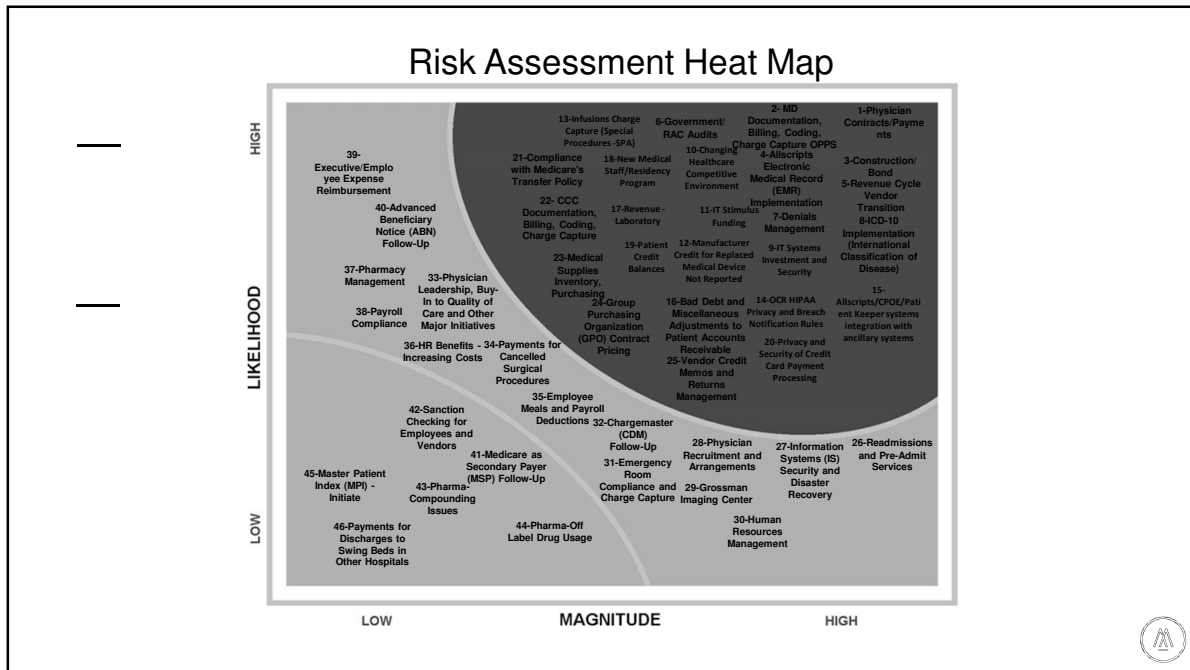 Risk Assessment Heat Map
HIGH
LIKELIHOOD
LOW
13-Infusions Charge
Capture (Special
Procedures -SPA)
6-Government/
RAC Audits
2- MD
Documentation,
Billing, Coding,
Charge Capture OPPS
1-Physician
Contracts/Payme
nts
39-
Executive/Emplo
yee Expense
Reimbursement
21-Compliance
with Medicare's
Transfer Policy
18-New Medical
Staff/Residency
Program
10-Changing
Healthcare
Competitive
Environment
4-Allscripts
Electronic
Medical Record
(EMR)
Implementation
3-Construction/
Bond
5-Revenue Cycle
Vendor
Transition
40-Advanced
Beneficiary
Notice (ABN)
Follow-Up
22- CCC
Documentation,
Billing, Coding,
Charge Capture
17-Revenue -
Laboratory
11-IT Stimulus
Funding
7-Denials
Management
8-ICD-10
Implementation
(International
Classification of
Disease)
37-Pharmacy
Management
33-Physician
Leadership, Buy-
In to Quality of
Care and Other
Major Initiatives
23-Medical
Supplies
Inventory,
Purchasing
19-Patient
Credit
Balances
12-Manufacturer
Credit for Replaced
Medical Device
Not Reported
9-IT Systems
Investment and
Security
38-Payroll
Compliance
24-Group
Purchasing
Organization
(GPO) Contract
Pricing
16-Bad Debt and
Miscellaneous
Adjustments to
Patient Accounts
Receivable
14-OCR HIPAA
Privacy and Breach
Notification Rules
15-
Allscripts/CPOE/Pati
ent Keeper systems
integration with
ancillary systems
36-HR Benefits -
Increasing Costs
34-Payments for
Cancelled
Surgical
Procedures
25-Vendor Credit
Memos and
Returns
Management
20-Privacy and
Security of Credit
Card Payment
Processing
35-Employee
Meals and Payroll
Deductions
42-Sanction
Checking for
Employees and
Vendors
32-Chargemaster
(CDM)
Follow-Up
28-Physician
Recruitment and
Arrangements
27-Information
Systems (IS)
Security and
Disaster
Recovery
26-Readmissions
and Pre-Admit
Services
41-Medicare as
Secondary Payer
(MSP) Follow-Up
31-Emergency
Room
Compliance and
Charge Capture
29-Grossman
Imaging Center
45-Master Patient
Index (MPI) -
Initiate
43-Pharma-
Compounding
Issues
46-Payments for
Discharges to
Swing Beds in
Other Hospitals
44-Pharma-Off
Label Drug Usage
30-Human
Resources
Management
LOW
MAGNITUDE
HIGH